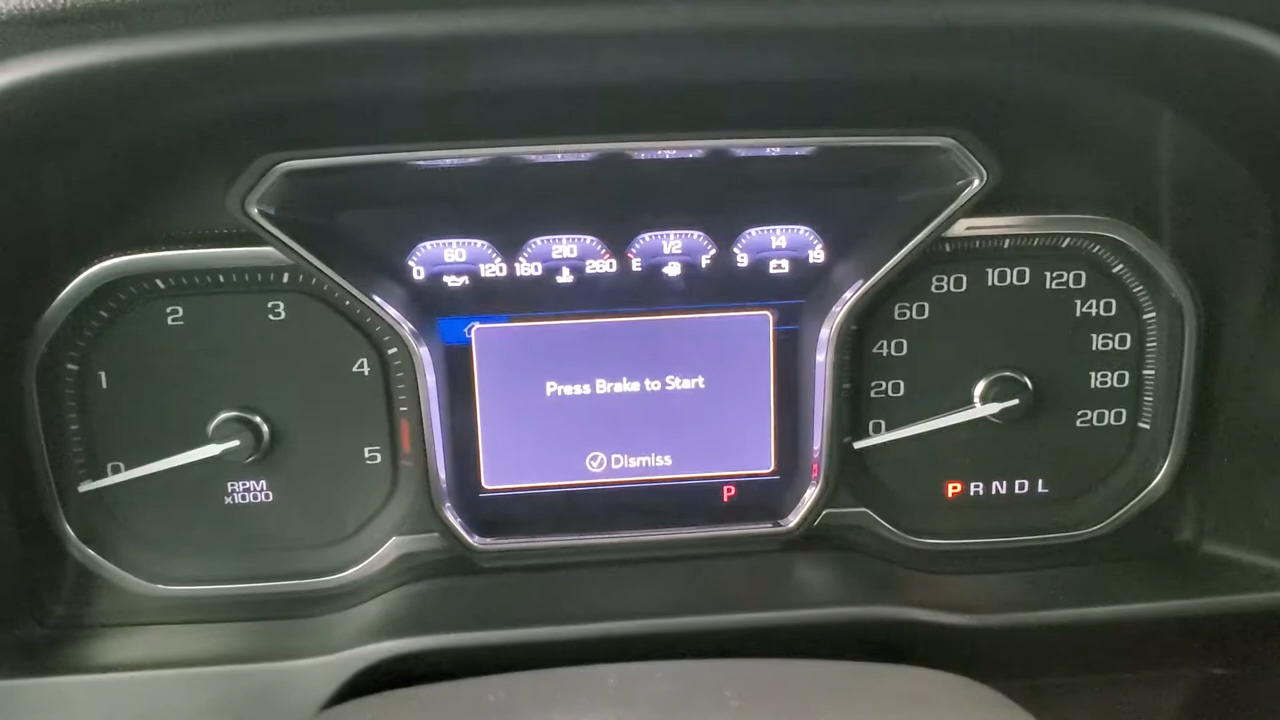 60
0 120
210
160 260
1/2
E F
14
9 19
1 2 3 4 5
0
RPM
x1000
Press Brake to Start
Dismiss
P
0 20 40 60 80 100 120 140 160 180 200
P R N D L